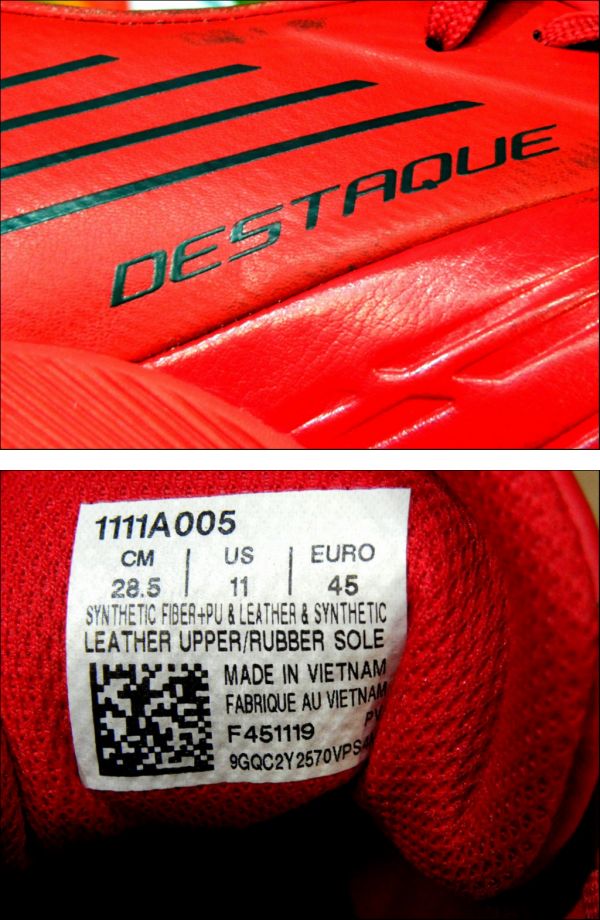 DESTAQUE
1111A005
CM | US | EURO
28.5 | 11 | 45
SYNTHETIC FIBER+PU & LEATHER & SYNTHETIC
LEATHER UPPER/RUBBER SOLE
MADE IN VIETNAM
FABRIQUE AU VIETNAM
PV
F451119